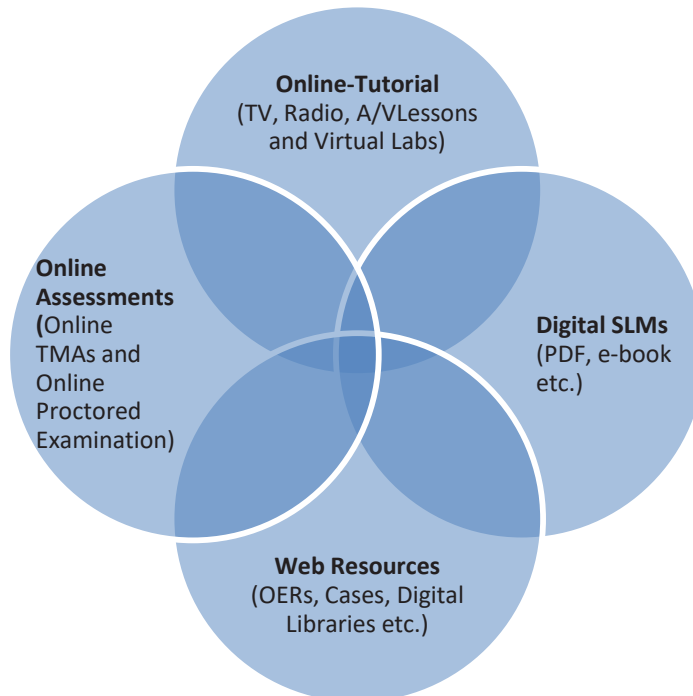 Online-Tutorial
(TV, Radio, A/VLessons
and Virtual Labs)
Online
Assessments
(Online
TMAs and
Online
Proctored
Examination)
Digital SLMs
(PDF, e-book
etc.)
Web Resources
(OERs, Cases, Digital
Libraries etc.)